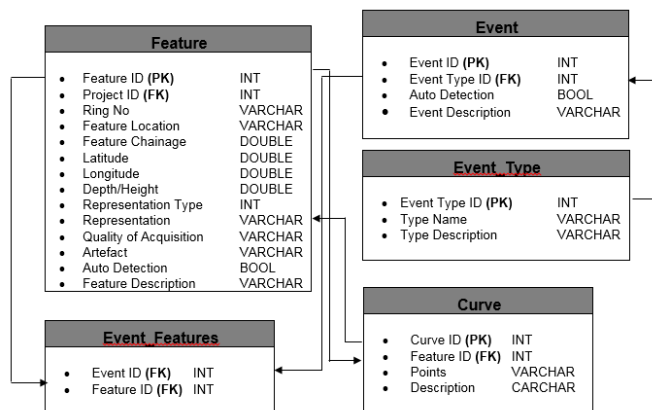 Feature
• Feature ID (PK) INT
• Project ID (FK) INT
• Ring No VARCHAR
• Feature Location VARCHAR
• Feature Chainage DOUBLE
• Latitude DOUBLE
• Longitude DOUBLE
• Depth/Height DOUBLE
• Representation Type INT
• Representation VARCHAR
• Quality of Acquisition VARCHAR
• Artefact VARCHAR
• Auto Detection BOOL
• Feature Description VARCHAR
Event
• Event ID (PK) INT
• Event Type ID (FK) INT
• Auto Detection BOOL
• Event Description VARCHAR
Event_Type
• Event Type ID (PK) INT
• Type Name VARCHAR
• Type Description VARCHAR
Event_Features
• Event ID (FK) INT
• Feature ID (FK) INT
Curve
• Curve ID (PK) INT
• Feature ID (FK) INT
• Points VARCHAR
• Description CARCHAR